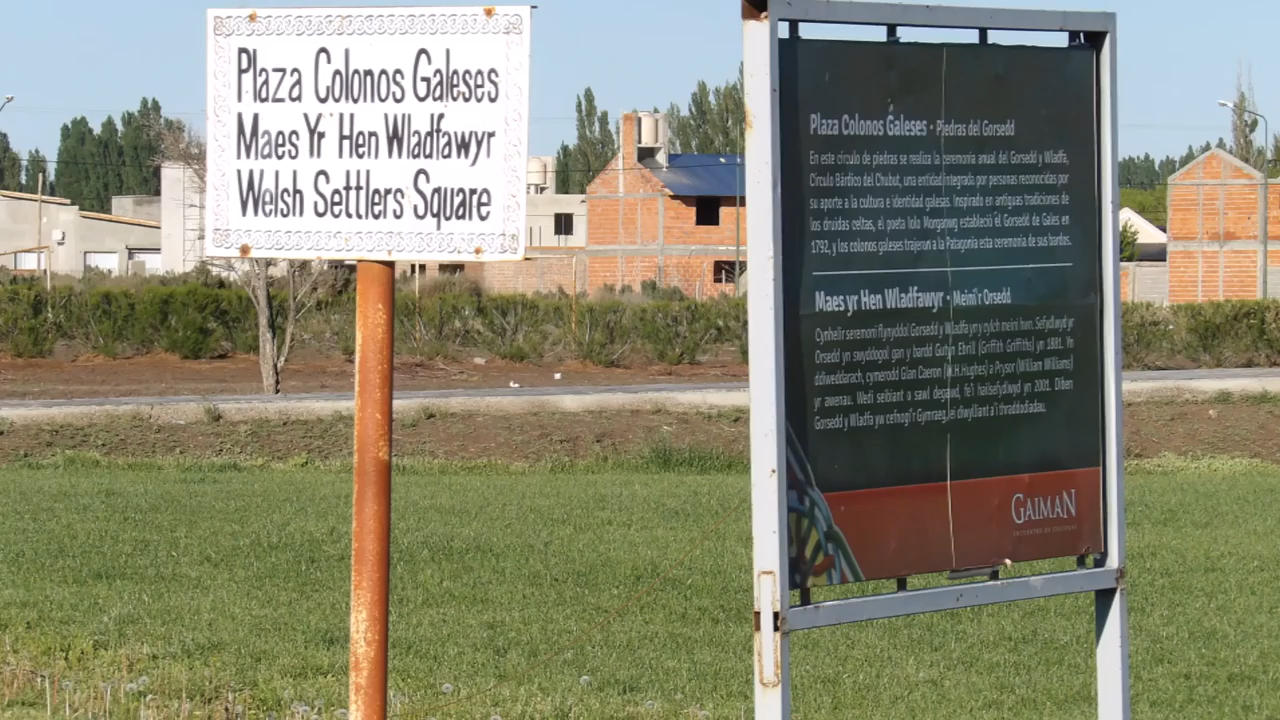 Plaza Colonos Galeses
Maes Yr Hen Wladfawyr
Welsh Settlers Square
Plaza Colonos Galeses • Piedras del Gorsedd
En este círculo de piedras se realiza la ceremonia anual del Gorsedd y Wladfa,
Círculo Bárdico del Chubut, una entidad integrada por personas reconocidas por
su aporte a la cultura e identidad galesas. Inspirado en antiguas tradiciones de
los druidas celtas, el poeta Iolo Morganwg estableció el Gorsedd de Gales en
1792, y los colonos galeses trajeron a la Patagonia esta ceremonia de sus bardos.
Maes yr Hen Wladfawyr • Meini'r Orsedd
Cynhelir seremoni flynyddol Gorsedd y Wladfa yn y cylch meini hwn. Sefydlwyd yr
Orsedd yn swyddogol gan y bardd Gutyn Ebrill (Griffith Griffiths) yn 1881. Yn
ddiweddarach, cymerodd Glan Caeron (W.H.Hughes) a Prysor (William Williams)
yr awenau. Wedi seibiant o sawl degawd, fe'i hailsefydlwyd yn 2001. Diben
Gorsedd y Wladfa yw cefnogi'r Gymraeg, ei diwylliant a'i thraddodiadau.
GAIMAN
ENCUENTRO DE CULTURAS